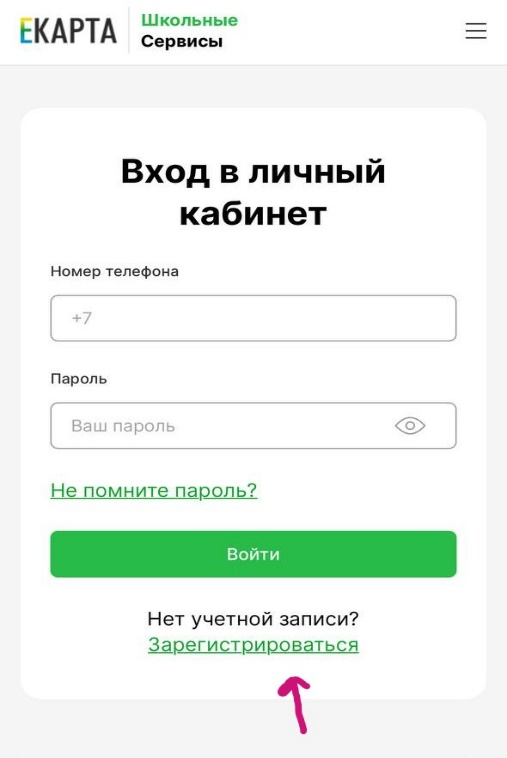 ЕКАРТА
Школьные
Сервисы
Вход в личный
кабинет
Номер телефона
+7
Пароль
Ваш пароль
Не помните пароль?
Войти
Нет учетной записи?
Зарегистрироваться